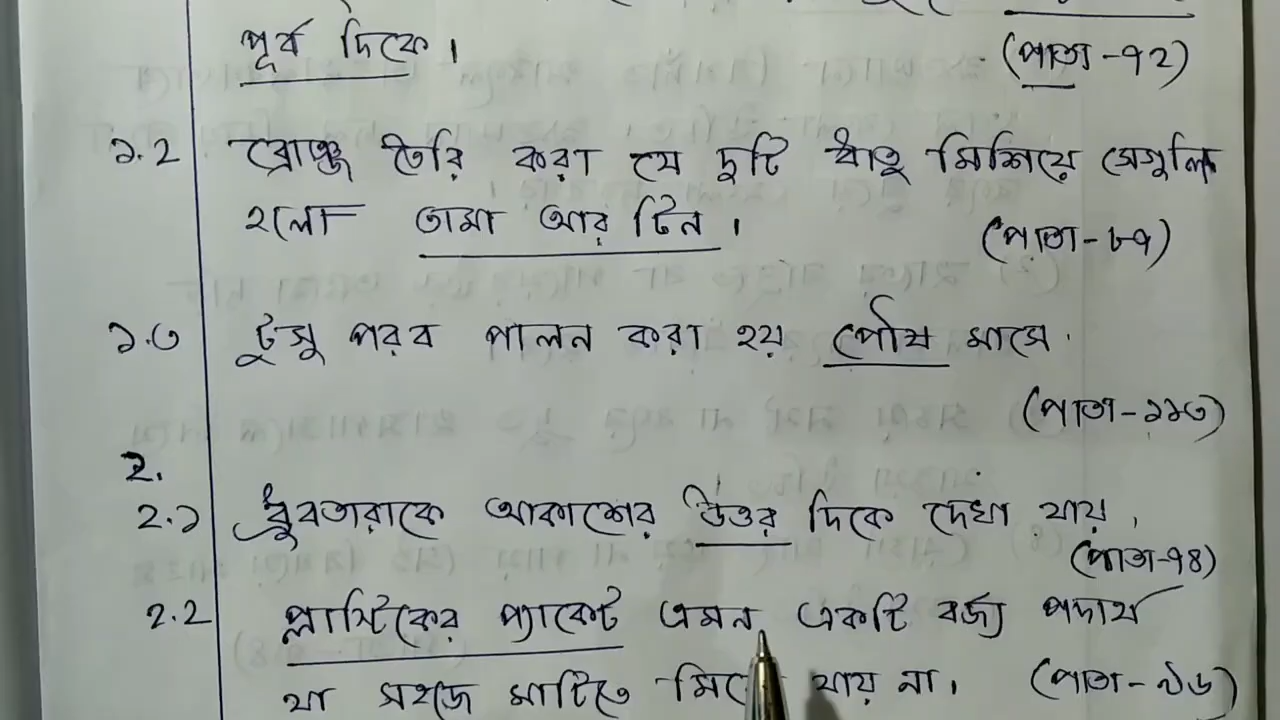 পূর্ব দিকে।
(পাতা-৭২)
১.২ ব্রোঞ্জ তৈরি করা যে দুটি ধাতু মিশিয়ে সেগুলি
হলো তামা আর টিন।
(পাতা-৮৭)
১.৩ টুসু পরব পালন করা হয় পৌষ মাসে.
(পাতা-১১৩)
২.
২.১ ধ্রুবতারাকে আকাশের উত্তর দিকে দেখা যায়,
(পাতা-৭৪)
২.২ প্লাস্টিকের প্যাকেট এমন একটি বর্জ্য পদার্থ
যা সহজে মাটিতে মিশে যায় না। (পাতা-৯৬)